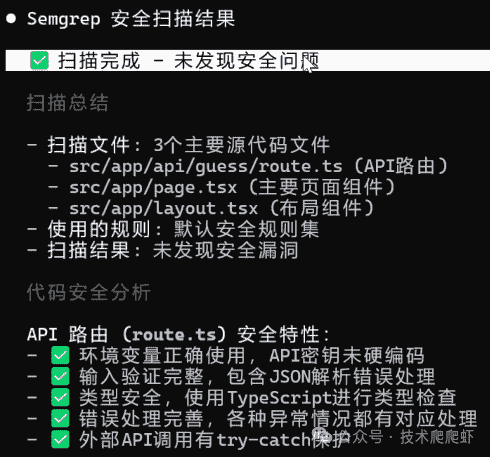 ● Semgrep 安全扫描结果
✅ 扫描完成 - 未发现安全问题
扫描总结
- 扫描文件: 3个主要源代码文件
- src/app/api/guess/route.ts (API路由)
- src/app/page.tsx (主要页面组件)
- src/app/layout.tsx (布局组件)
- 使用的规则: 默认安全规则集
- 扫描结果: 未发现安全漏洞
代码安全分析
API 路由 (route.ts) 安全特性:
- ✅ 环境变量正确使用, API密钥未硬编码
- ✅ 输入验证完整, 包含JSON解析错误处理
- ✅ 类型安全, 使用TypeScript进行类型检查
- ✅ 错误处理完善, 各种异常情况都有对应处理
- ✅ 外部API调用有try-catch保护
公众号 · 技术爬爬虾